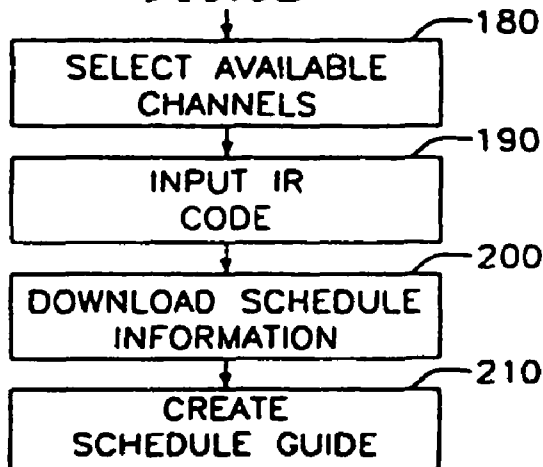 180
SELECT AVAILABLE
CHANNELS
190
INPUT IR
CODE
200
DOWNLOAD SCHEDULE
INFORMATION
210
CREATE
SCHEDULE GUIDE